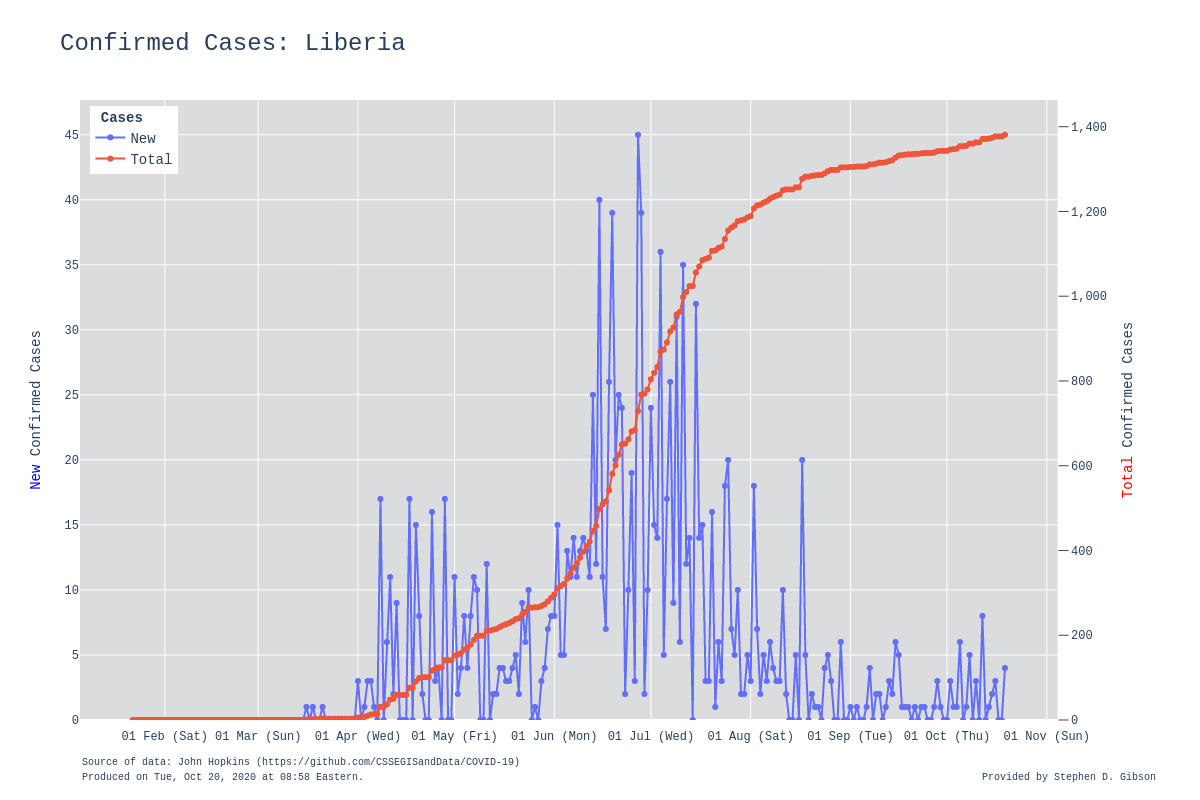 Confirmed Cases: Liberia
Cases
New
Total
45
40
35
30
25
20
15
10
5
0
New Confirmed Cases
1,400
1,200
1,000
800
600
400
200
0
Total Confirmed Cases
01 Feb (Sat) 01 Mar (Sun) 01 Apr (Wed) 01 May (Fri) 01 Jun (Mon) 01 Jul (Wed) 01 Aug (Sat) 01 Sep (Tue) 01 Oct (Thu) 01 Nov (Sun)
Source of data: John Hopkins (https://github.com/CSSEGISandData/COVID-19)
Produced on Tue, Oct 20, 2020 at 08:58 Eastern.
Provided by Stephen D. Gibson